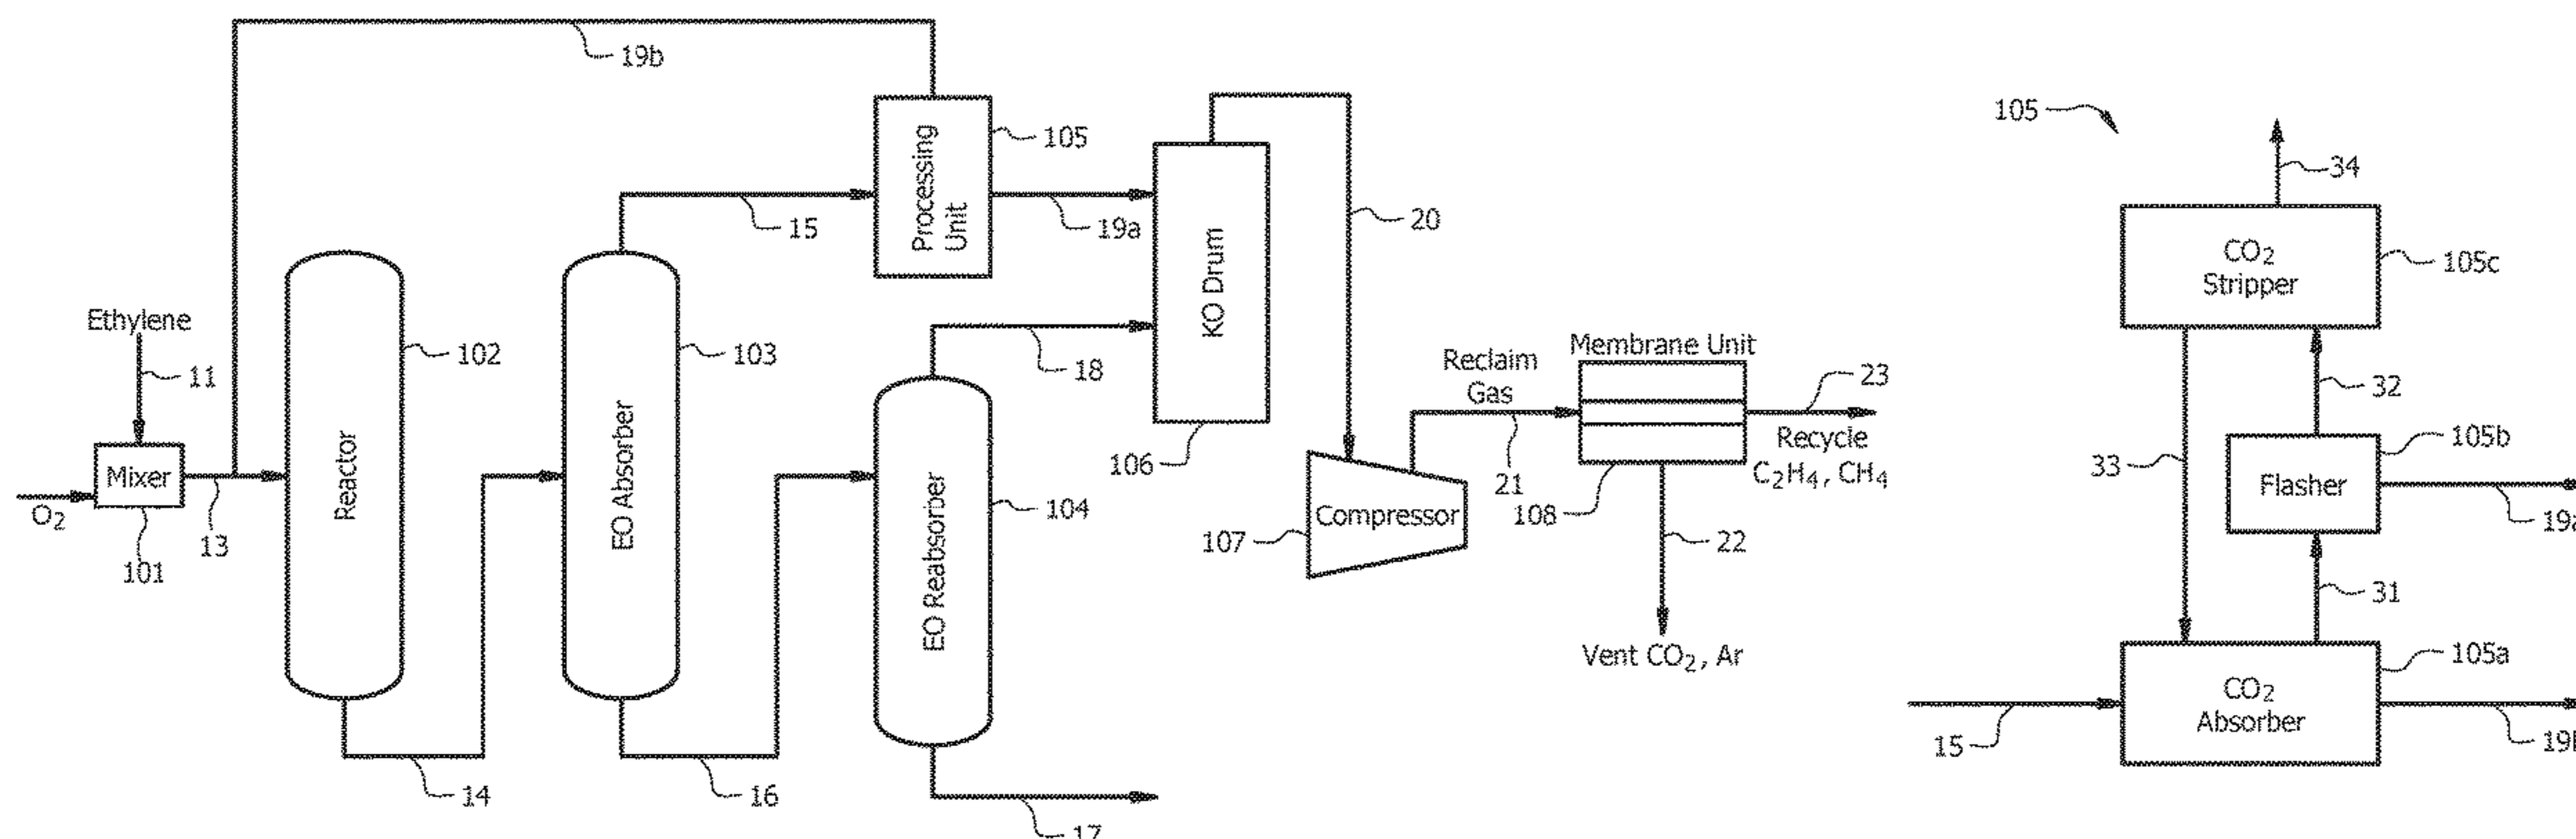 19b
Processing
Unit
105
15
19a
KO Drum
20
Ethylene
11
102
103
18
Reactor
EO Absorber
EO Reabsorber
Mixer
O2
13
101
104
106
107
Compressor
Reclaim
Gas
21
Membrane Unit
23
Recycle
C2H4, CH4
108
22
Vent CO2, Ar
14
16
17
105
34
CO2
Stripper
105c
32
33
105b
Flasher
31
CO2
Absorber
105a
15